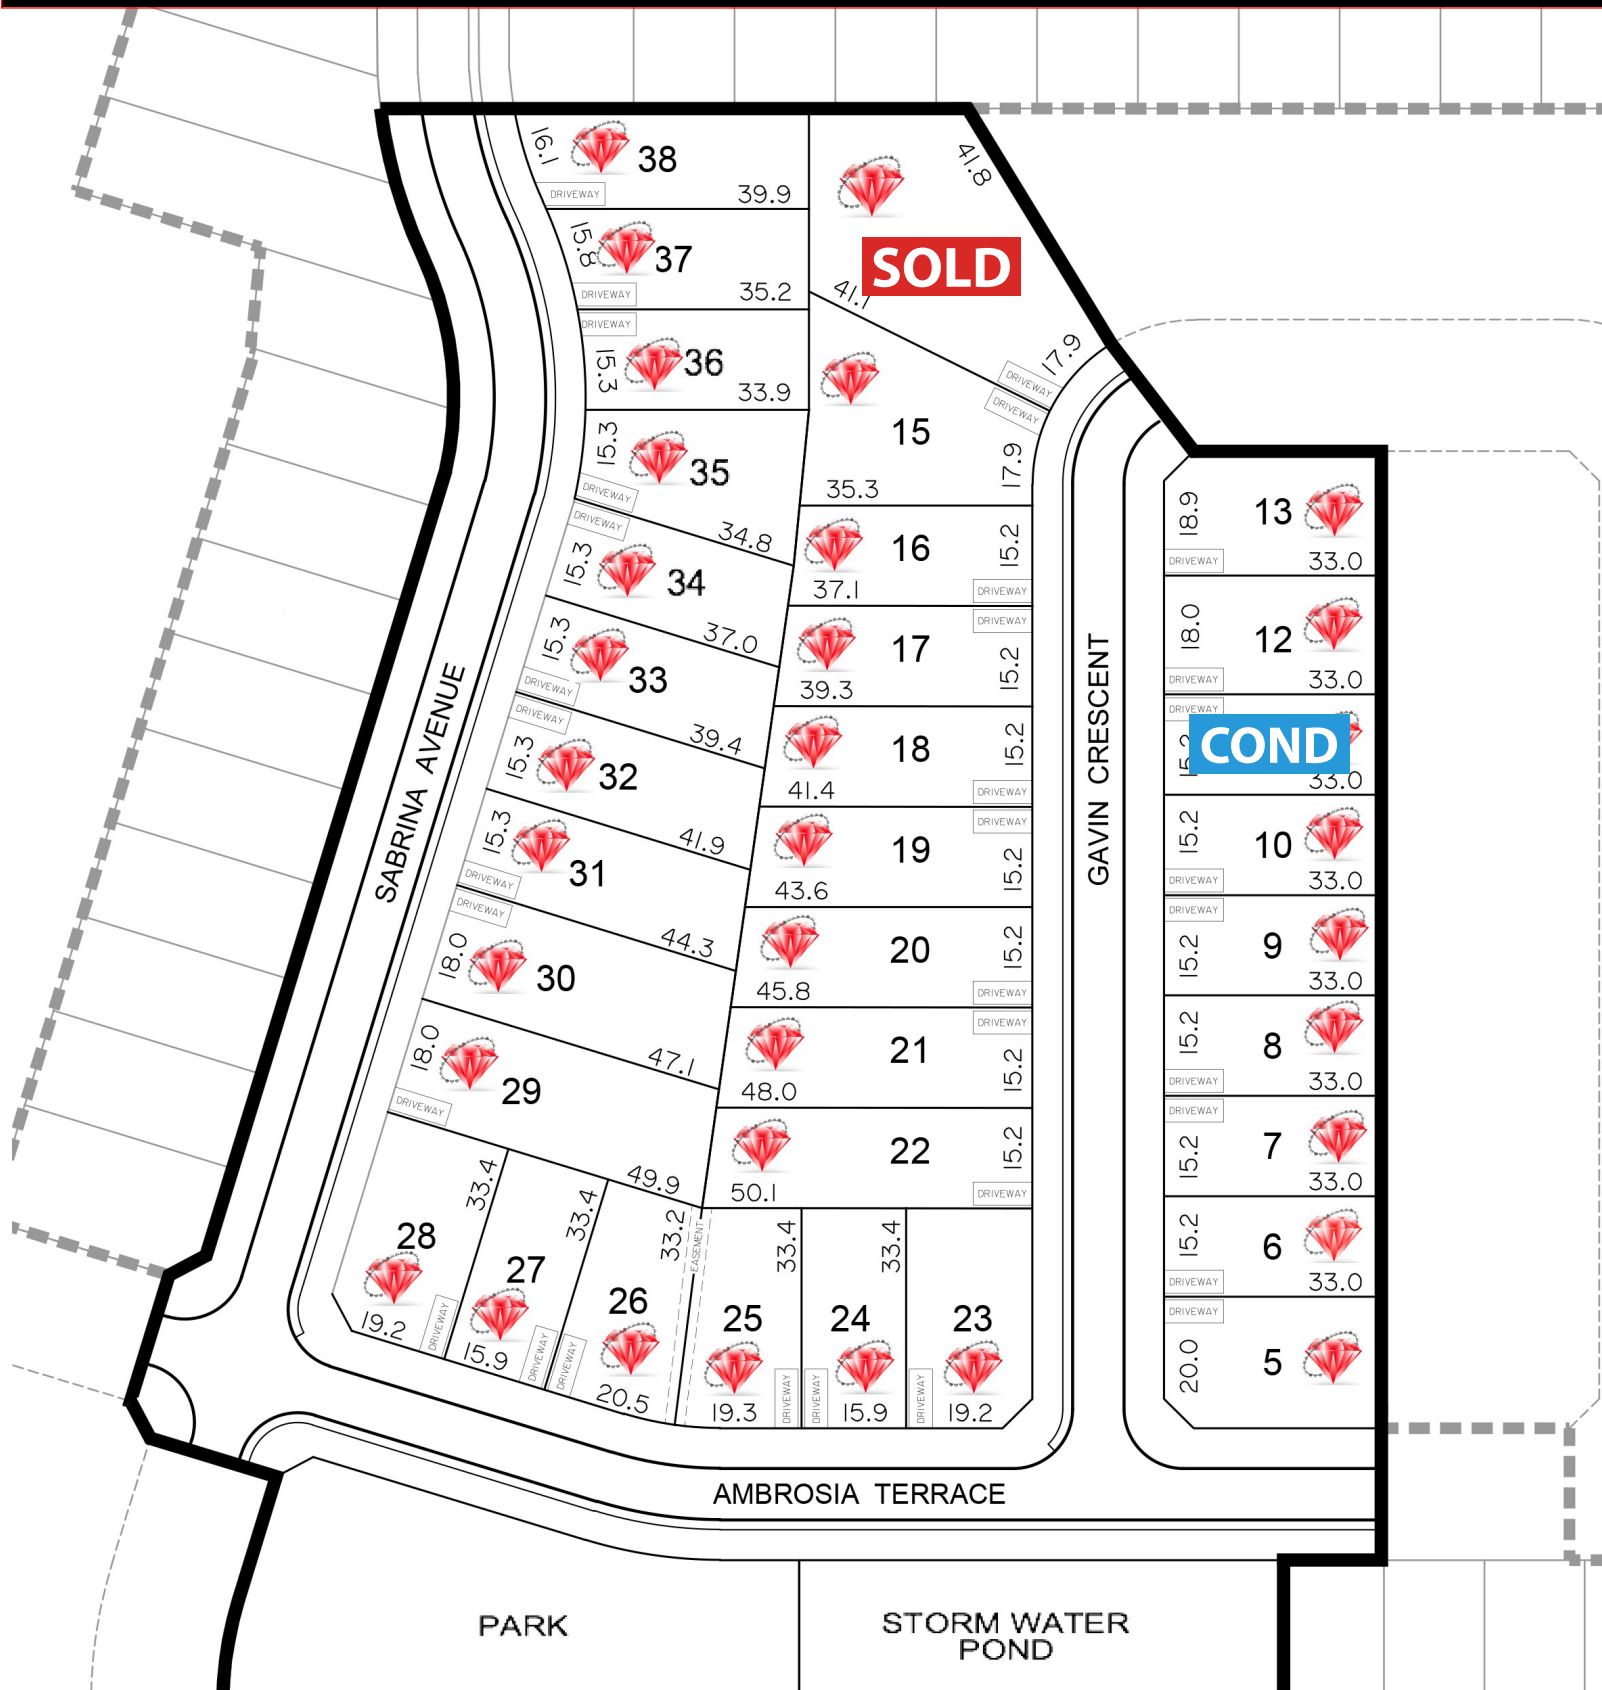 16.1
38
DRIVEWAY
39.9
41.8
15.8
37
DRIVEWAY
35.2
SOLD
41.1
DRIVEWAY
15.3
36
33.9
17.9
DRIVEWAY
DRIVEWAY
15
17.9
35.3
15.3
35
DRIVEWAY
34.8
DRIVEWAY
15.3
34
37.0
16
15.2
37.1
DRIVEWAY
18.9
13
DRIVEWAY
33.0
15.3
33
DRIVEWAY
39.4
DRIVEWAY
17
15.2
39.3
18.0
12
DRIVEWAY
33.0
SABRINA AVENUE
GAVIN CRESCENT
DRIVEWAY
15.3
32
41.9
18
15.2
41.4
DRIVEWAY
DRIVEWAY
15.2
COND
33.0
15.3
31
DRIVEWAY
44.3
DRIVEWAY
19
15.2
43.6
15.2
10
DRIVEWAY
33.0
DRIVEWAY
18.0
30
47.1
20
15.2
45.8
DRIVEWAY
DRIVEWAY
9
15.2
33.0
18.0
29
DRIVEWAY
49.9
DRIVEWAY
21
15.2
48.0
15.2
8
DRIVEWAY
33.0
22
15.2
50.1
DRIVEWAY
DRIVEWAY
7
15.2
33.0
33.4
28
19.2
DRIVEWAY
33.4
27
15.9
DRIVEWAY
33.2
26
DRIVEWAY
20.5
EASEMENT
33.4
25
19.3
DRIVEWAY
33.4
24
DRIVEWAY
15.9
23
DRIVEWAY
19.2
15.2
6
DRIVEWAY
33.0
DRIVEWAY
20.0
5
AMBROSIA TERRACE
PARK
STORM WATER
POND